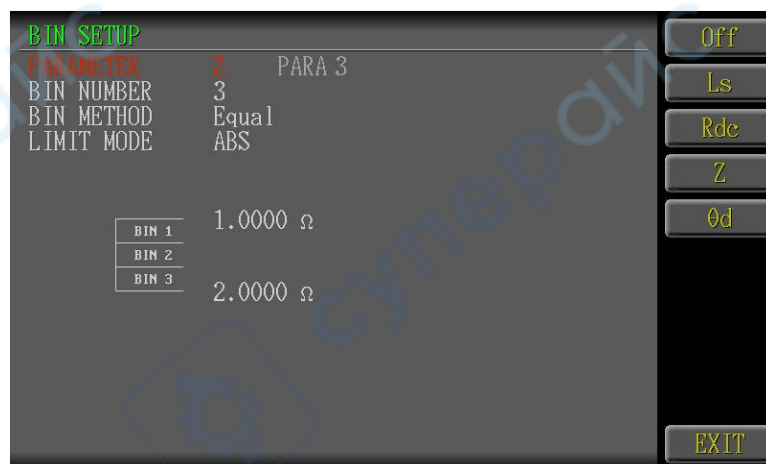 BIN SETUP
PARAMETER Z PARA 3
BIN NUMBER 3
BIN METHOD Equal
LIMIT MODE ABS
1.0000 Ω
BIN 1
BIN 2
BIN 3
2.0000 Ω
Off
Ls
Rdc
Z
θd
EXIT
суперайс